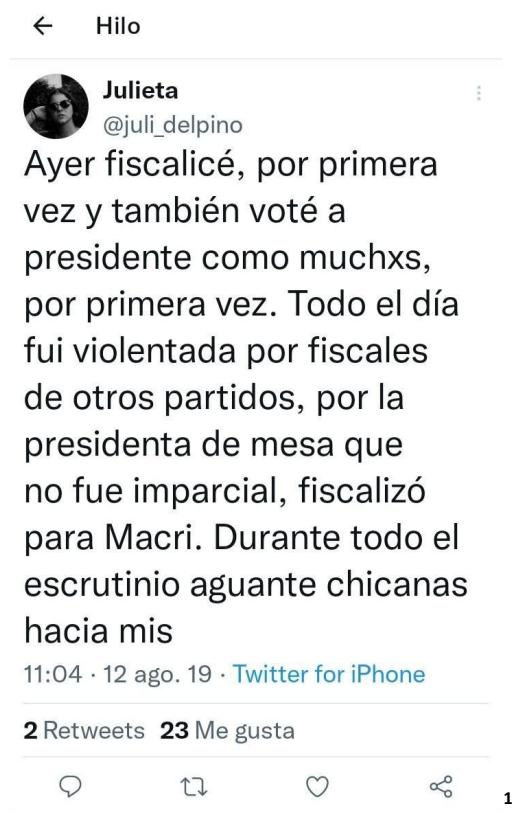 Hilo
Julieta
@juli_delpino
Ayer fiscalicé, por primera
vez y también voté a
presidente como muchxs,
por primera vez. Todo el día
fui violentada por fiscales
de otros partidos, por la
presidenta de mesa que
no fue imparcial, fiscalizó
para Macri. Durante todo el
escrutinio aguante chicanas
hacia mis
11:04 · 12 ago. 19 · Twitter for iPhone
2 Retweets 23 Me gusta
1